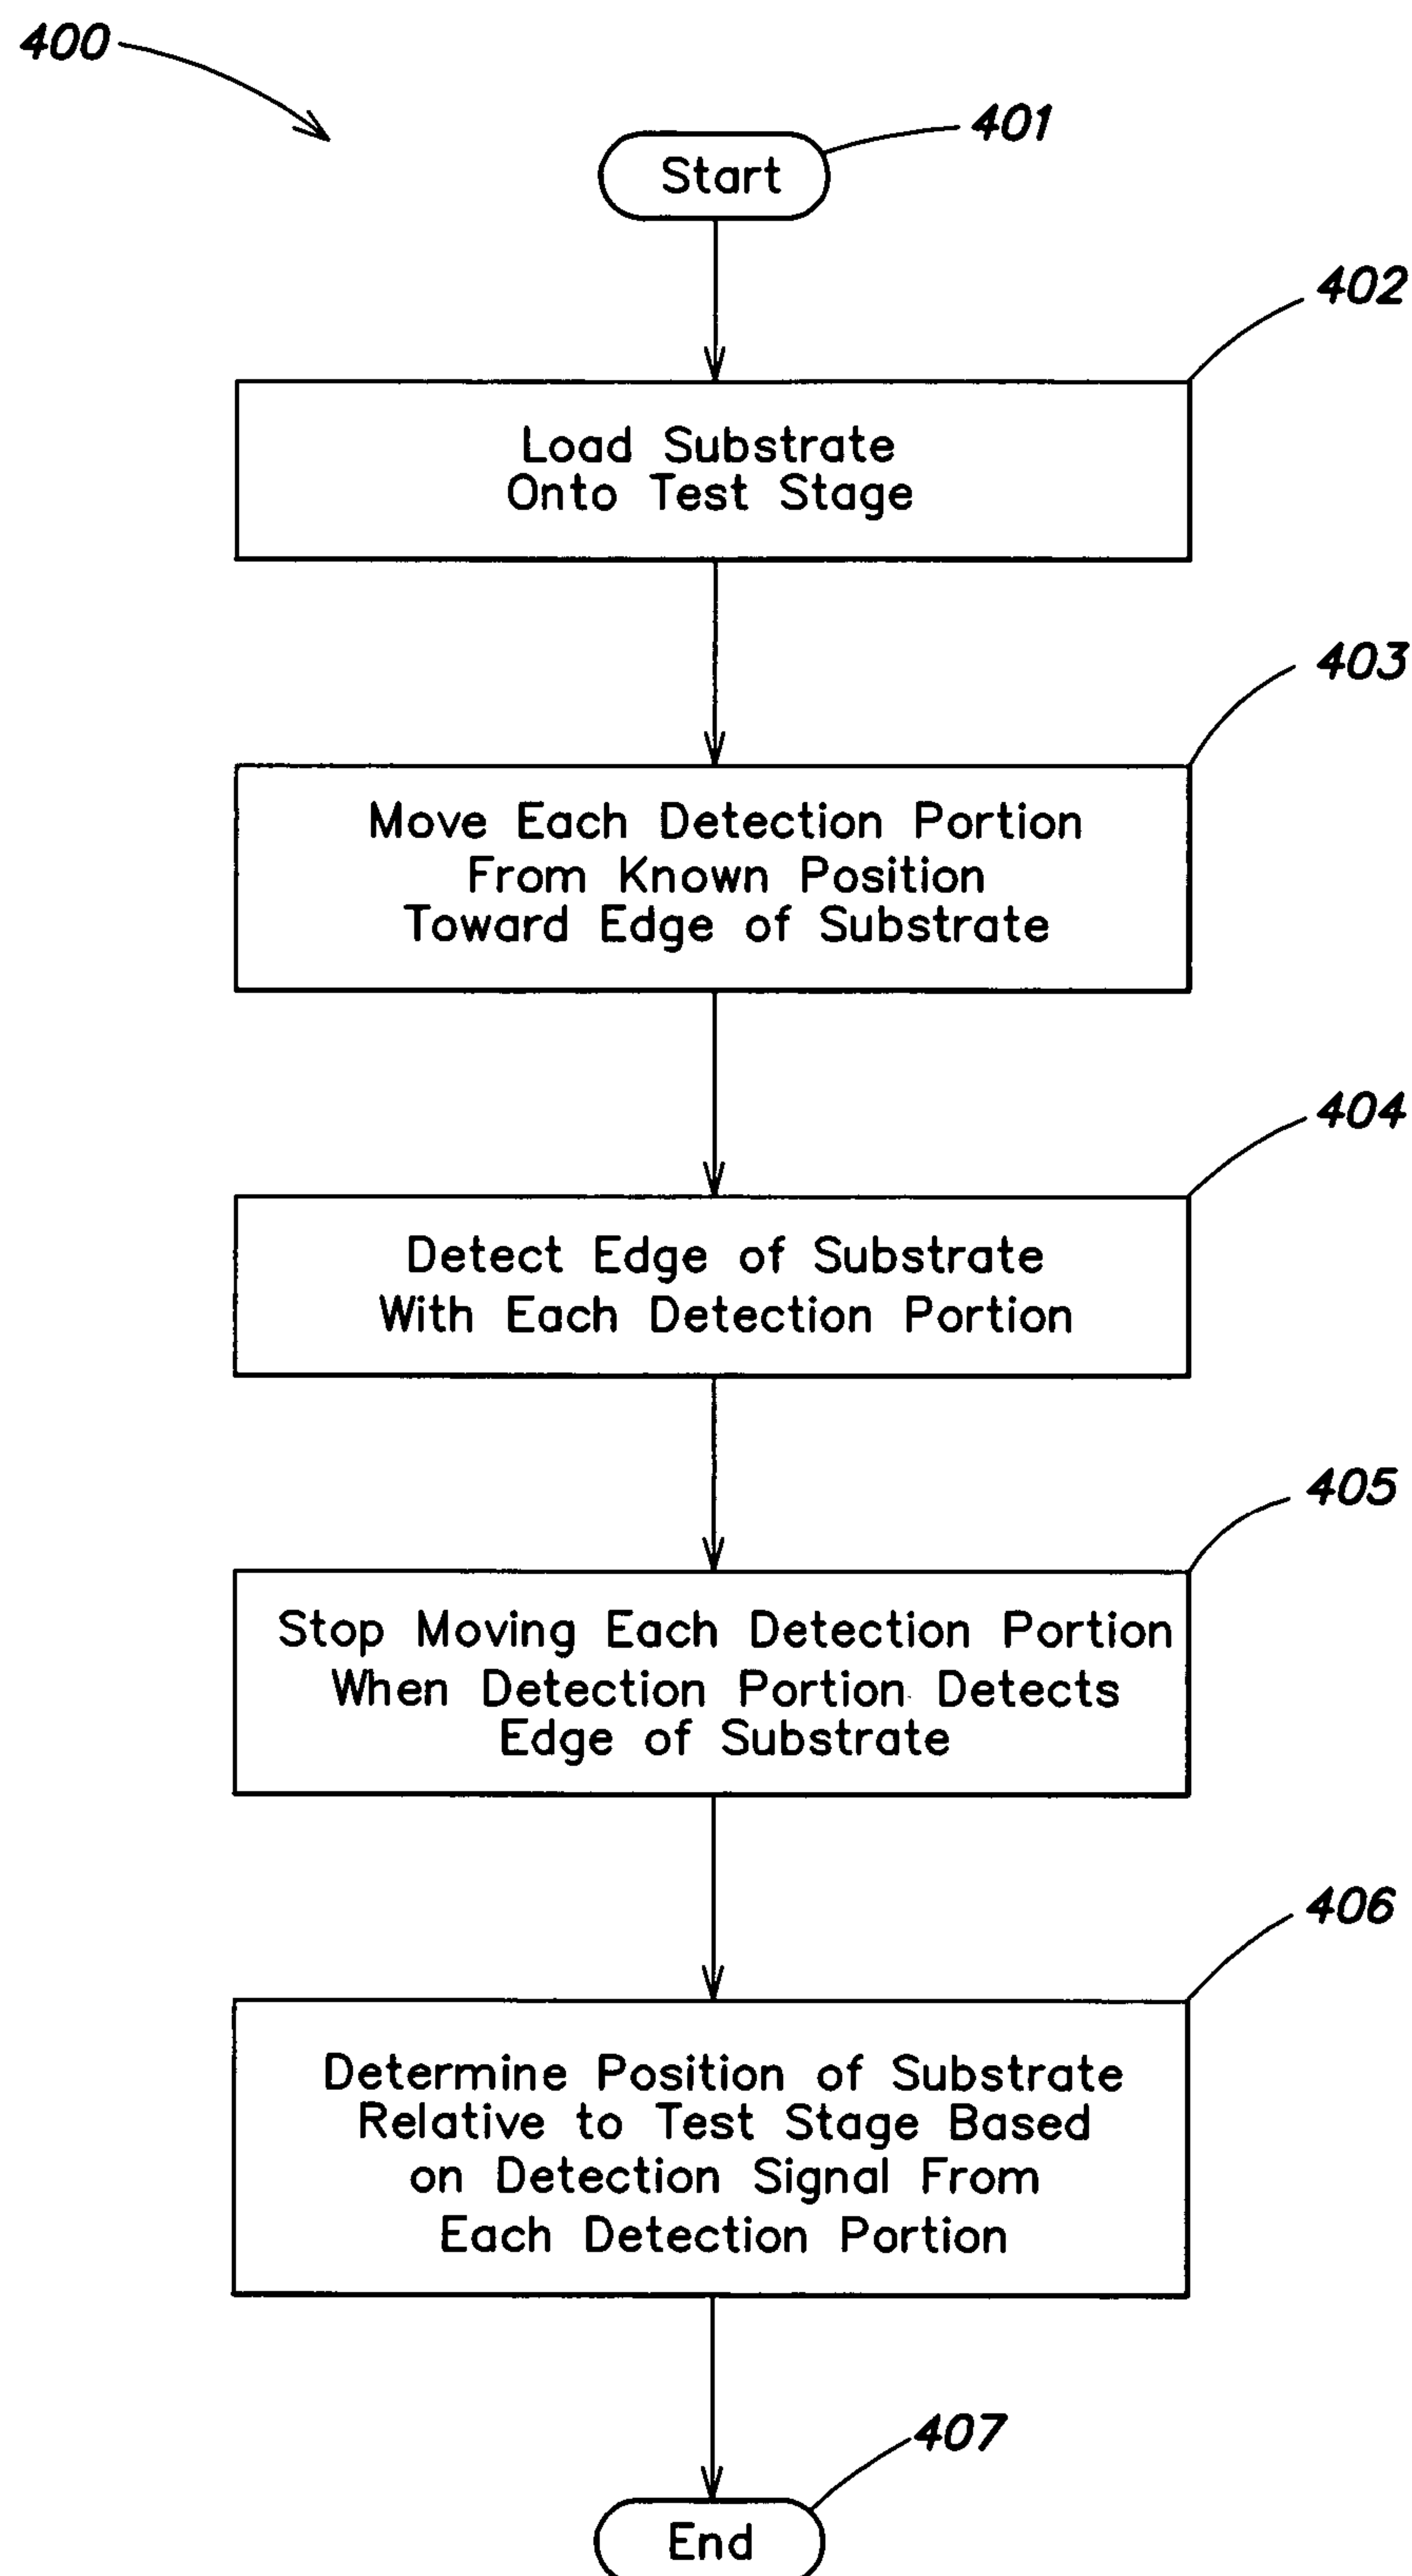 400
401
Start
402
Load Substrate
Onto Test Stage
403
Move Each Detection Portion
From Known Position
Toward Edge of Substrate
404
Detect Edge of Substrate
With Each Detection Portion
405
Stop Moving Each Detection Portion
When Detection Portion Detects
Edge of Substrate
406
Determine Position of Substrate
Relative to Test Stage Based
on Detection Signal From
Each Detection Portion
407
End